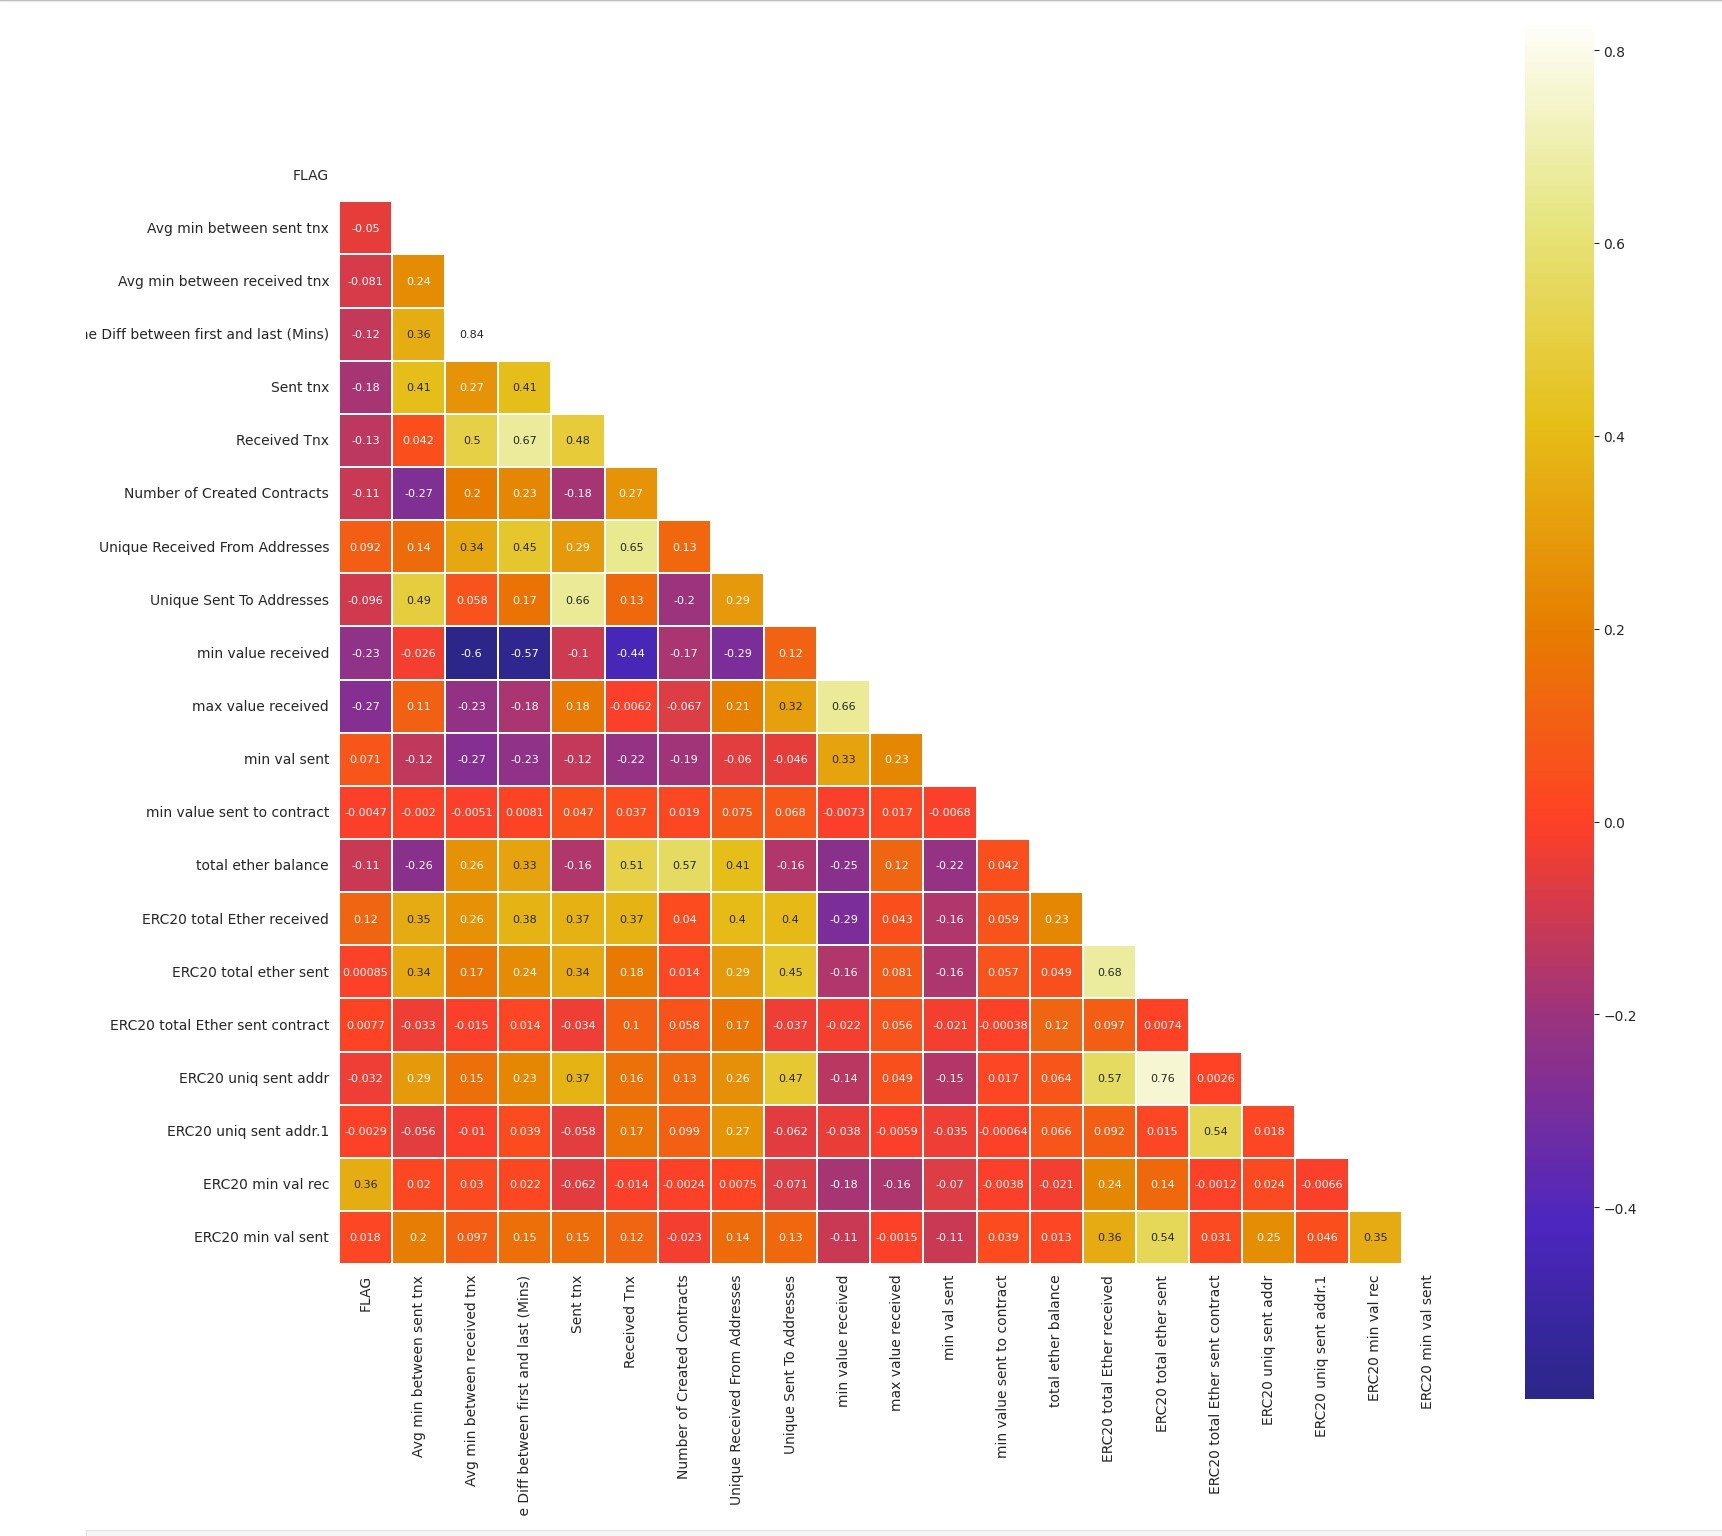 0.8
FLAG
Avg min between sent tnx -0.05
0.6
Avg min between received tnx -0.081 0.24
e Diff between first and last (Mins) -0.12 0.36 0.84
Sent tnx -0.18 0.41 0.27 0.41
0.4
Received Tnx -0.13 0.042 0.5 0.67 0.48
Number of Created Contracts -0.11 -0.27 0.2 0.23 -0.18 0.27
Unique Received From Addresses 0.092 0.14 0.34 0.45 0.29 0.65 0.13
Unique Sent To Addresses -0.096 0.49 0.058 0.17 0.66 0.13 -0.2 0.29
0.2
min value received -0.23 -0.026 -0.6 -0.57 -0.1 -0.44 -0.17 -0.29 0.12
max value received -0.27 0.11 -0.23 -0.18 0.18 -0.0062 -0.067 0.21 0.32 0.66
min val sent 0.071 -0.12 -0.27 -0.23 -0.12 -0.22 -0.19 -0.06 -0.046 0.33 0.23
min value sent to contract -0.0047 -0.002 -0.0051 0.0081 0.047 0.037 0.019 0.075 0.068 -0.0073 0.017 -0.0068
0.0
total ether balance -0.11 -0.26 0.26 0.33 -0.16 0.51 0.57 0.41 -0.16 -0.25 0.12 -0.22 0.042
ERC20 total Ether received 0.12 0.35 0.26 0.38 0.37 0.37 0.04 0.4 0.4 -0.29 0.043 -0.16 0.059 0.23
ERC20 total ether sent 0.00085 0.34 0.17 0.24 0.34 0.18 0.014 0.29 0.45 -0.16 0.081 -0.16 0.057 0.049 0.68
−0.2
ERC20 total Ether sent contract 0.0077 -0.033 -0.015 0.014 -0.034 0.1 0.058 0.17 -0.037 -0.022 0.056 -0.021 -0.00038 0.12 0.097 0.0074
ERC20 uniq sent addr -0.032 0.29 0.15 0.23 0.37 0.16 0.13 0.26 0.47 -0.14 0.049 -0.15 0.017 0.064 0.57 0.76 0.0026
ERC20 uniq sent addr.1 -0.0029 -0.056 -0.01 0.039 -0.058 0.17 0.099 0.27 -0.062 -0.038 -0.0059 -0.035 -0.00064 0.066 0.092 0.015 0.54 0.018
ERC20 min val rec 0.36 0.02 0.03 0.022 -0.062 -0.014 -0.0024 0.0075 -0.071 -0.18 -0.16 -0.07 -0.0038 -0.021 0.24 0.14 -0.0012 0.024 -0.0066
−0.4
ERC20 min val sent 0.018 0.2 0.097 0.15 0.15 0.12 -0.023 0.14 0.13 -0.11 -0.0015 -0.11 0.039 0.013 0.36 0.54 0.031 0.25 0.046 0.35
FLAG
Avg min between sent tnx
Avg min between received tnx
e Diff between first and last (Mins)
Sent tnx
Received Tnx
Number of Created Contracts
Unique Received From Addresses
Unique Sent To Addresses
min value received
max value received
min val sent
min value sent to contract
total ether balance
ERC20 total Ether received
ERC20 total ether sent
ERC20 total Ether sent contract
ERC20 uniq sent addr
ERC20 uniq sent addr.1
ERC20 min val rec
ERC20 min val sent